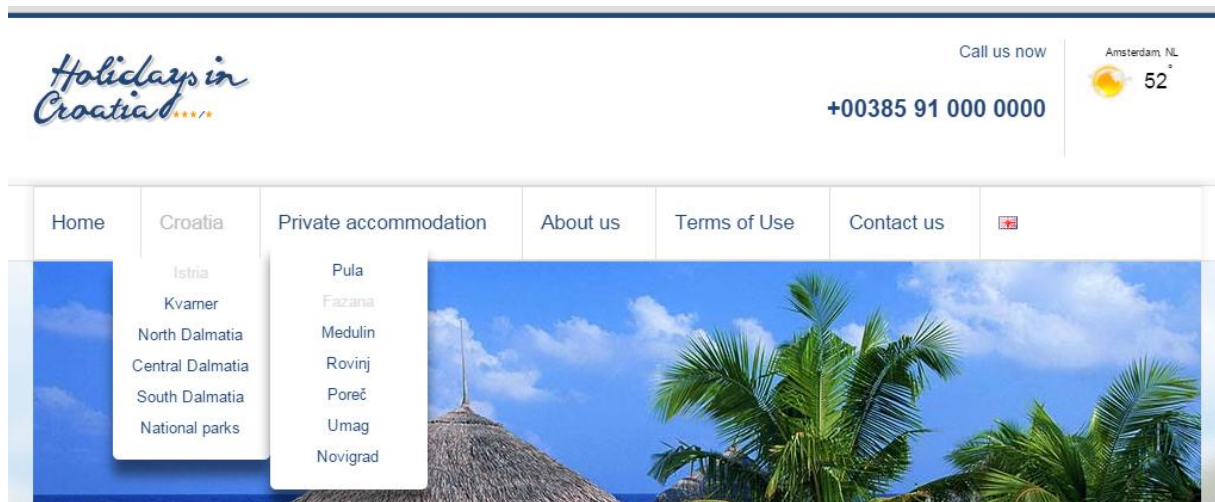 Holidays in
Croatia
Call us now
+00385 91 000 0000
Amsterdam, NL
52°
Home
Croatia
Private accommodation
About us
Terms of Use
Contact us
Istria
Kvarner
North Dalmatia
Central Dalmatia
South Dalmatia
National parks
Pula
Fazana
Medulin
Rovinj
Poreč
Umag
Novigrad